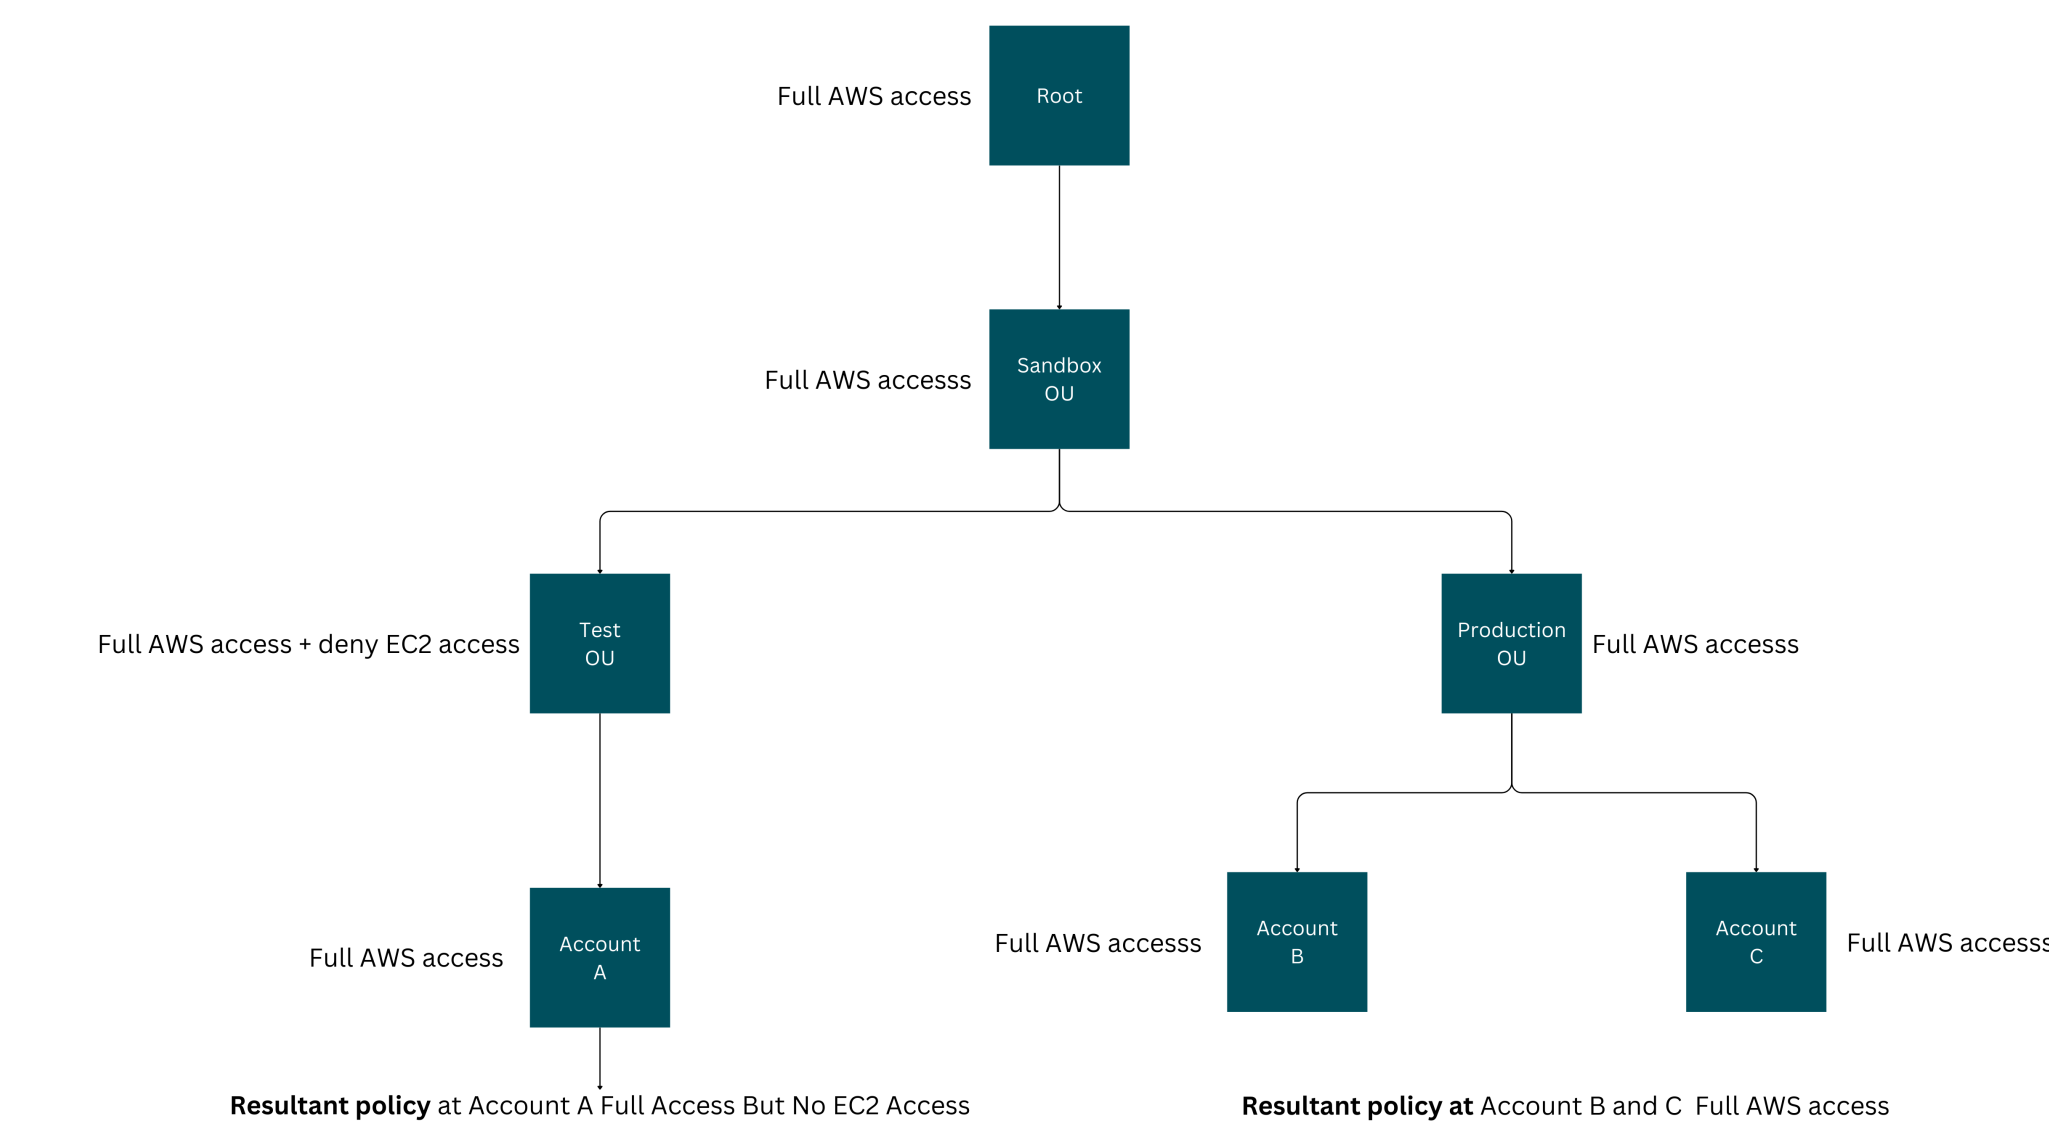 Full AWS access
Root
Full AWS accesss
Sandbox
OU
Full AWS access + deny EC2 access
Test
OU
Production
OU
Full AWS accesss
Full AWS access
Account
A
Full AWS accesss
Account
B
Account
C
Full AWS accesss
Resultant policy at Account A Full Access But No EC2 Access
Resultant policy at Account B and C Full AWS access